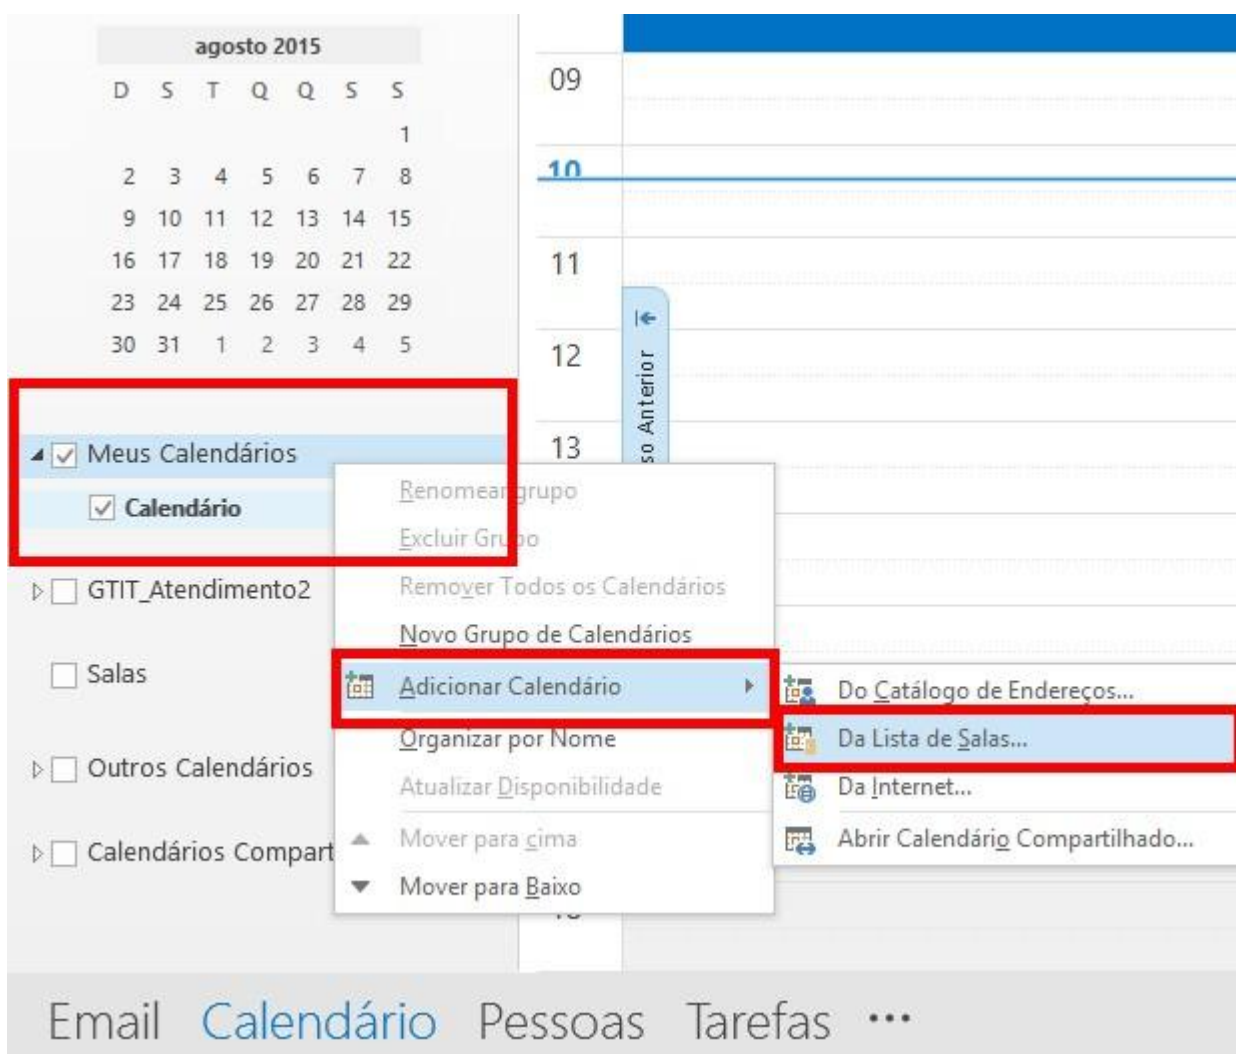 agosto 2015
D S T Q Q S S
1
2 3 4 5 6 7 8
9 10 11 12 13 14 15
16 17 18 19 20 21 22
23 24 25 26 27 28 29
30 31 1 2 3 4 5
Meus Calendários
Calendário
GTIT_Atendimento2
Salas
Outros Calendários
Calendários Compart
09
10
11
12
13
so Anterior
Renomear grupo
Excluir Grupo
Remover Todos os Calendários
Novo Grupo de Calendários
Adicionar Calendário
Organizar por Nome
Atualizar Disponibilidade
Mover para cima
Mover para Baixo
Do Catálogo de Endereços...
Da Lista de Salas...
Da Internet...
Abrir Calendário Compartilhado...
Email Calendário Pessoas Tarefas •••